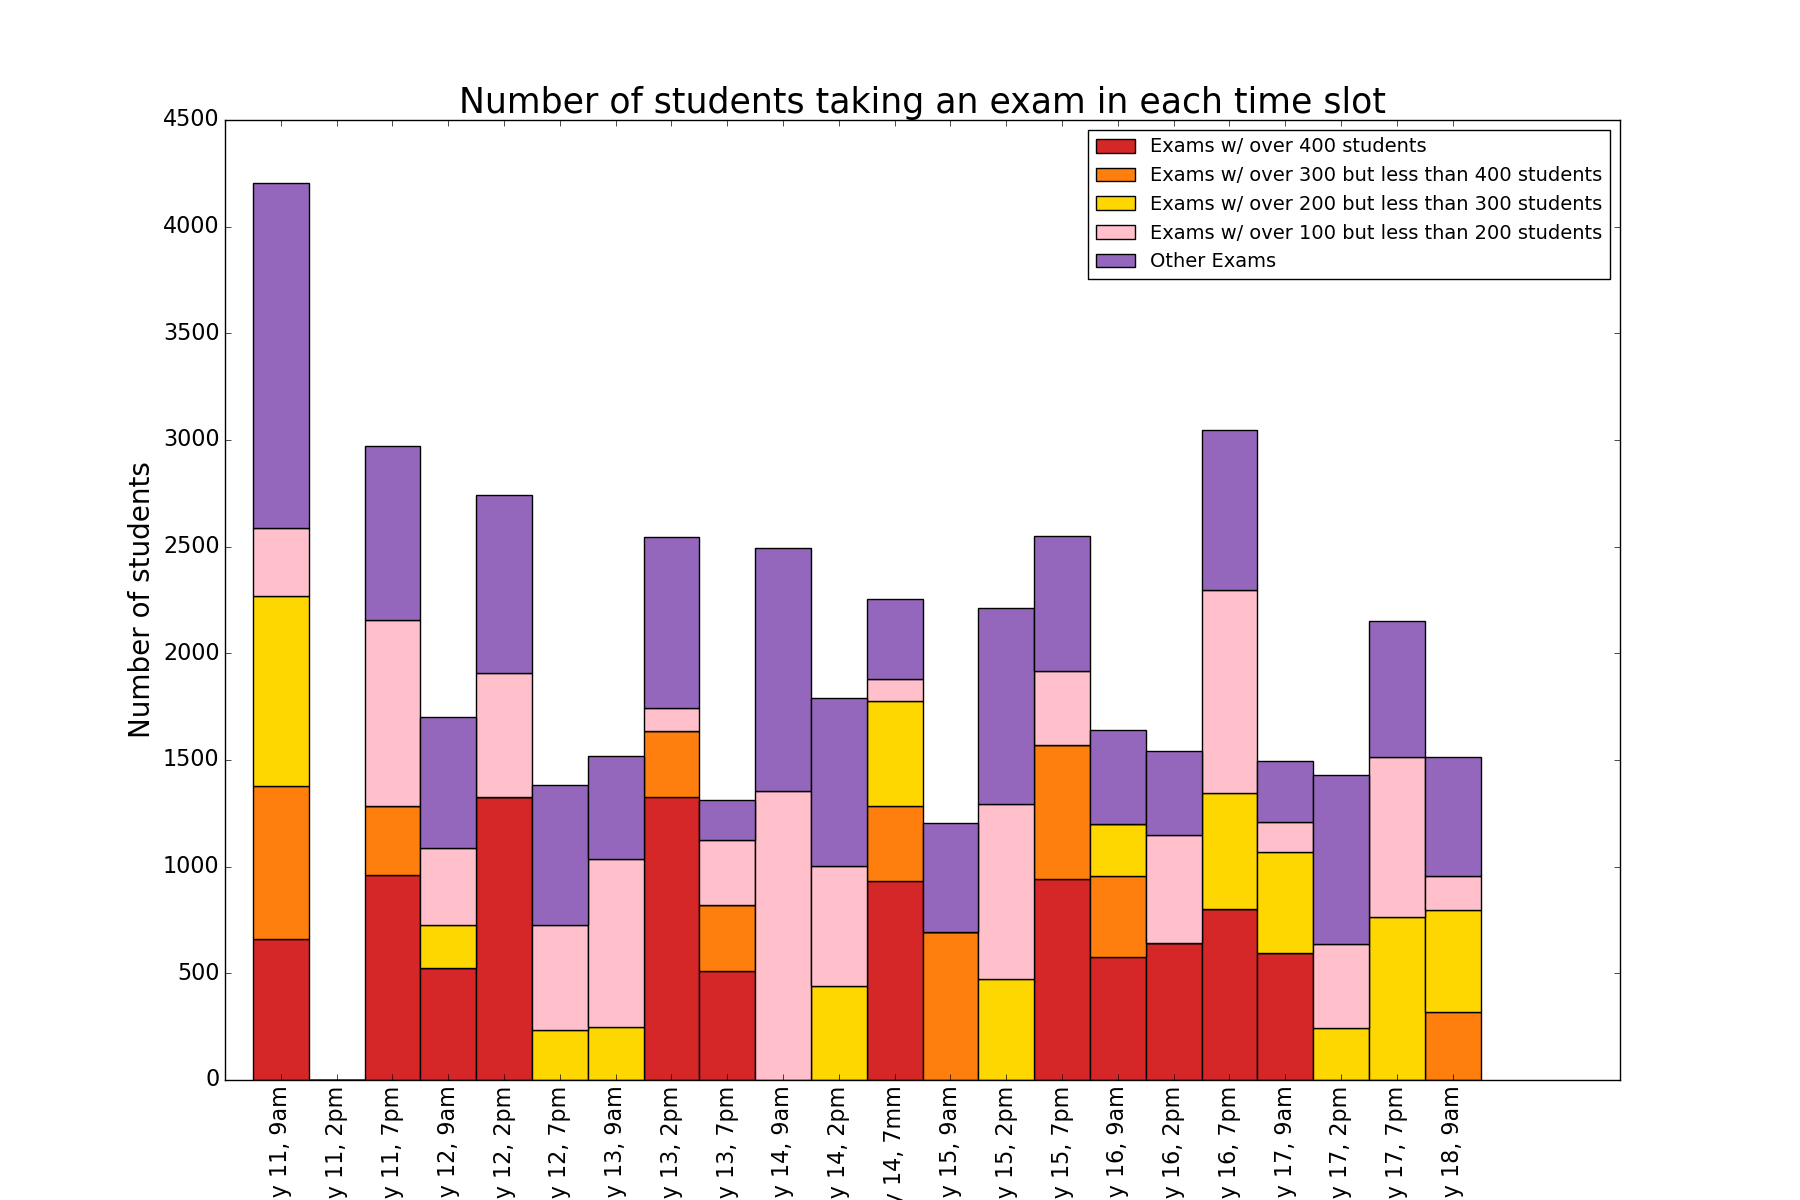 Number of students taking an exam in each time slot
4500
4000
3500
3000
2500
2000
1500
1000
500
0
Number of students
Exams w/ over 400 students
Exams w/ over 300 but less than 400 students
Exams w/ over 200 but less than 300 students
Exams w/ over 100 but less than 200 students
Other Exams
y 11, 9am
y 11, 2pm
y 11, 7pm
y 12, 9am
y 12, 2pm
y 12, 7pm
y 13, 9am
y 13, 2pm
y 13, 7pm
y 14, 9am
y 14, 2pm
y 14, 7mm
y 15, 9am
y 15, 2pm
y 15, 7pm
y 16, 9am
y 16, 2pm
y 16, 7pm
y 17, 9am
y 17, 2pm
y 17, 7pm
y 18, 9am